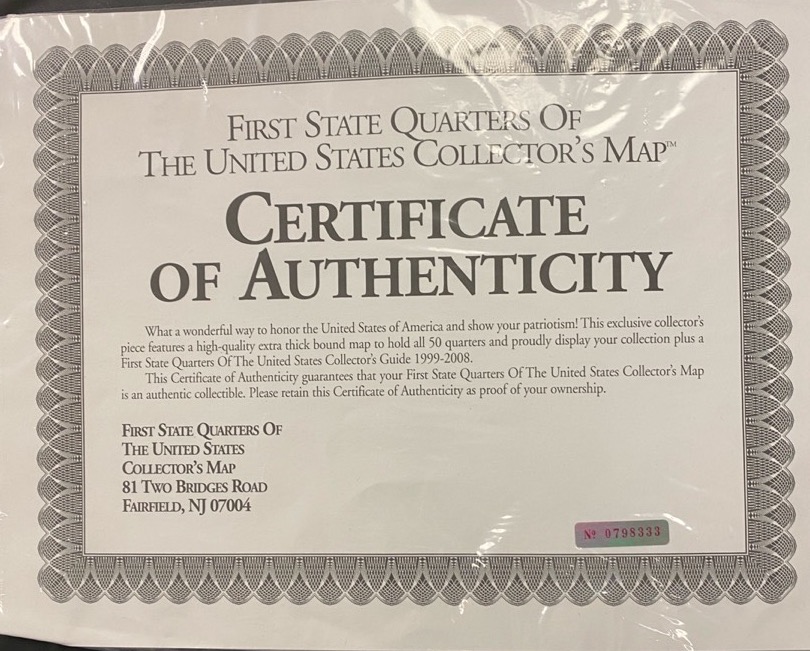 First State Quarters Of
The United States Collector's Map™
Certificate
of Authenticity
What a wonderful way to honor the United States of America and show your patriotism! This exclusive collector's
piece features a high-quality extra thick bound map to hold all 50 quarters and proudly display your collection plus a
First State Quarters Of The United States Collector's Guide 1999-2008.
This Certificate of Authenticity guarantees that your First State Quarters Of The United States Collector's Map
is an authentic collectible. Please retain this Certificate of Authenticity as proof of your ownership.
First State Quarters Of
The United States
Collector's Map
81 Two Bridges Road
Fairfield, NJ 07004
Nº 0798333